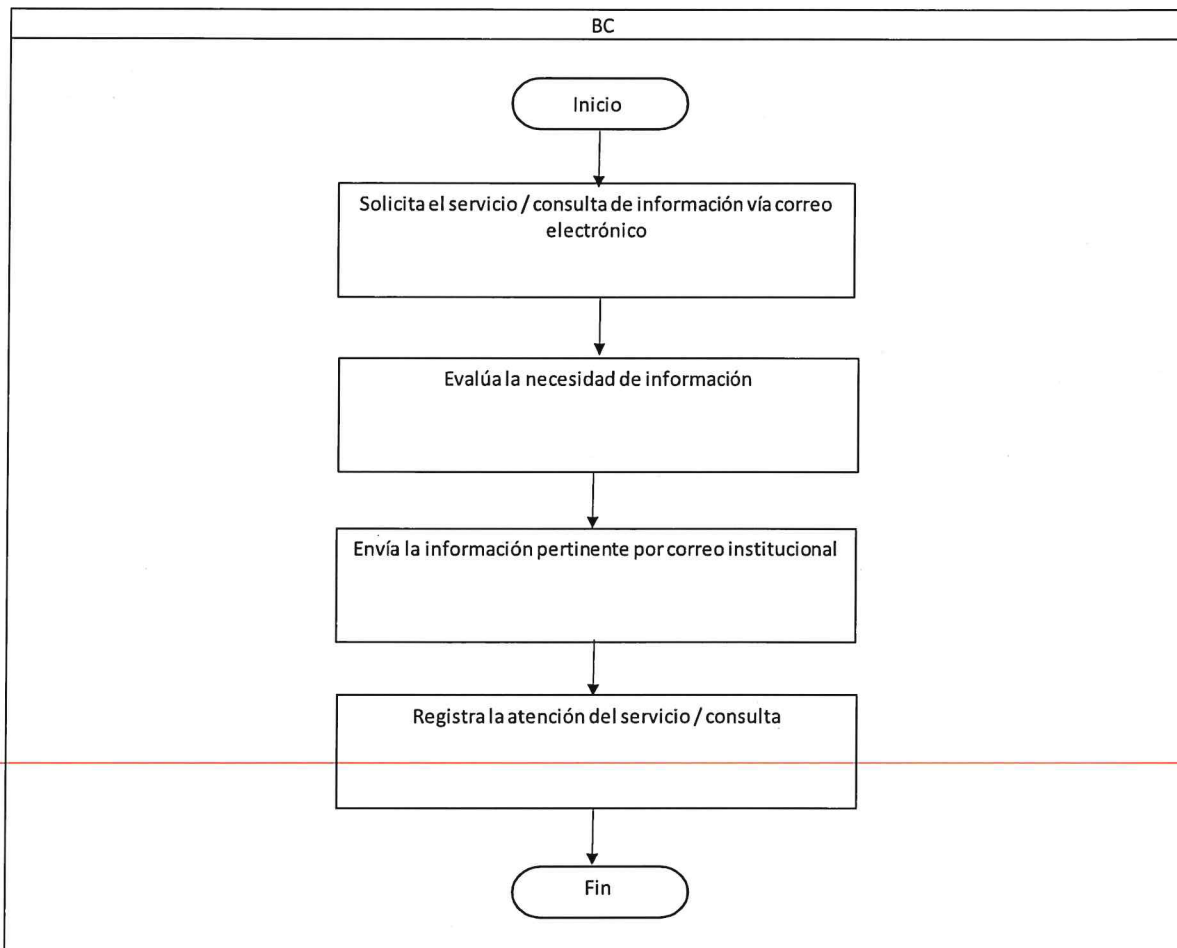 BC
Inicio
Solicita el servicio / consulta de información vía correo
electrónico
Evalúa la necesidad de información
Envía la información pertinente por correo institucional
Registra la atención del servicio / consulta
Fin